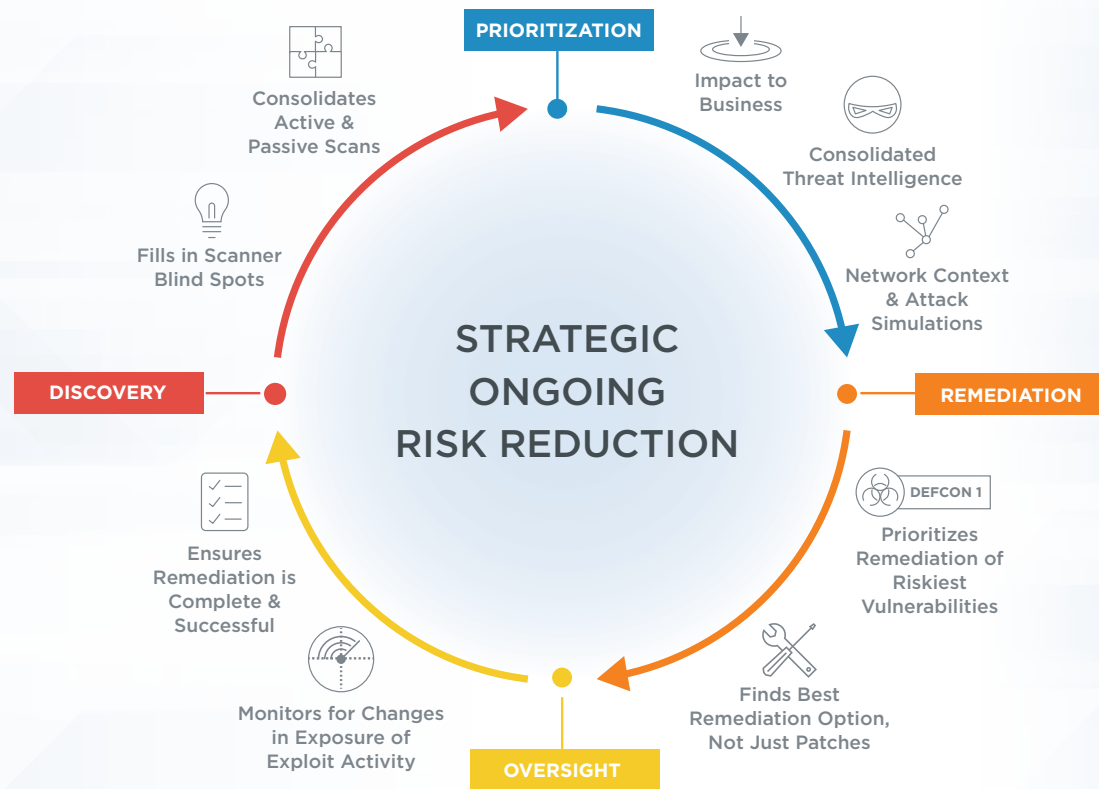 PRIORITIZATION
Impact to
Business
Consolidated
Threat Intelligence
Network Context
& Attack
Simulations
REMEDIATION
DEFCON 1
Prioritizes
Remediation of
Riskiest
Vulnerabilities
Finds Best
Remediation Option,
Not Just Patches
OVERSIGHT
Monitors for Changes
in Exposure of
Exploit Activity
Ensures
Remediation is
Complete &
Successful
DISCOVERY
Fills in Scanner
Blind Spots
Consolidates
Active &
Passive Scans
STRATEGIC
ONGOING
RISK REDUCTION